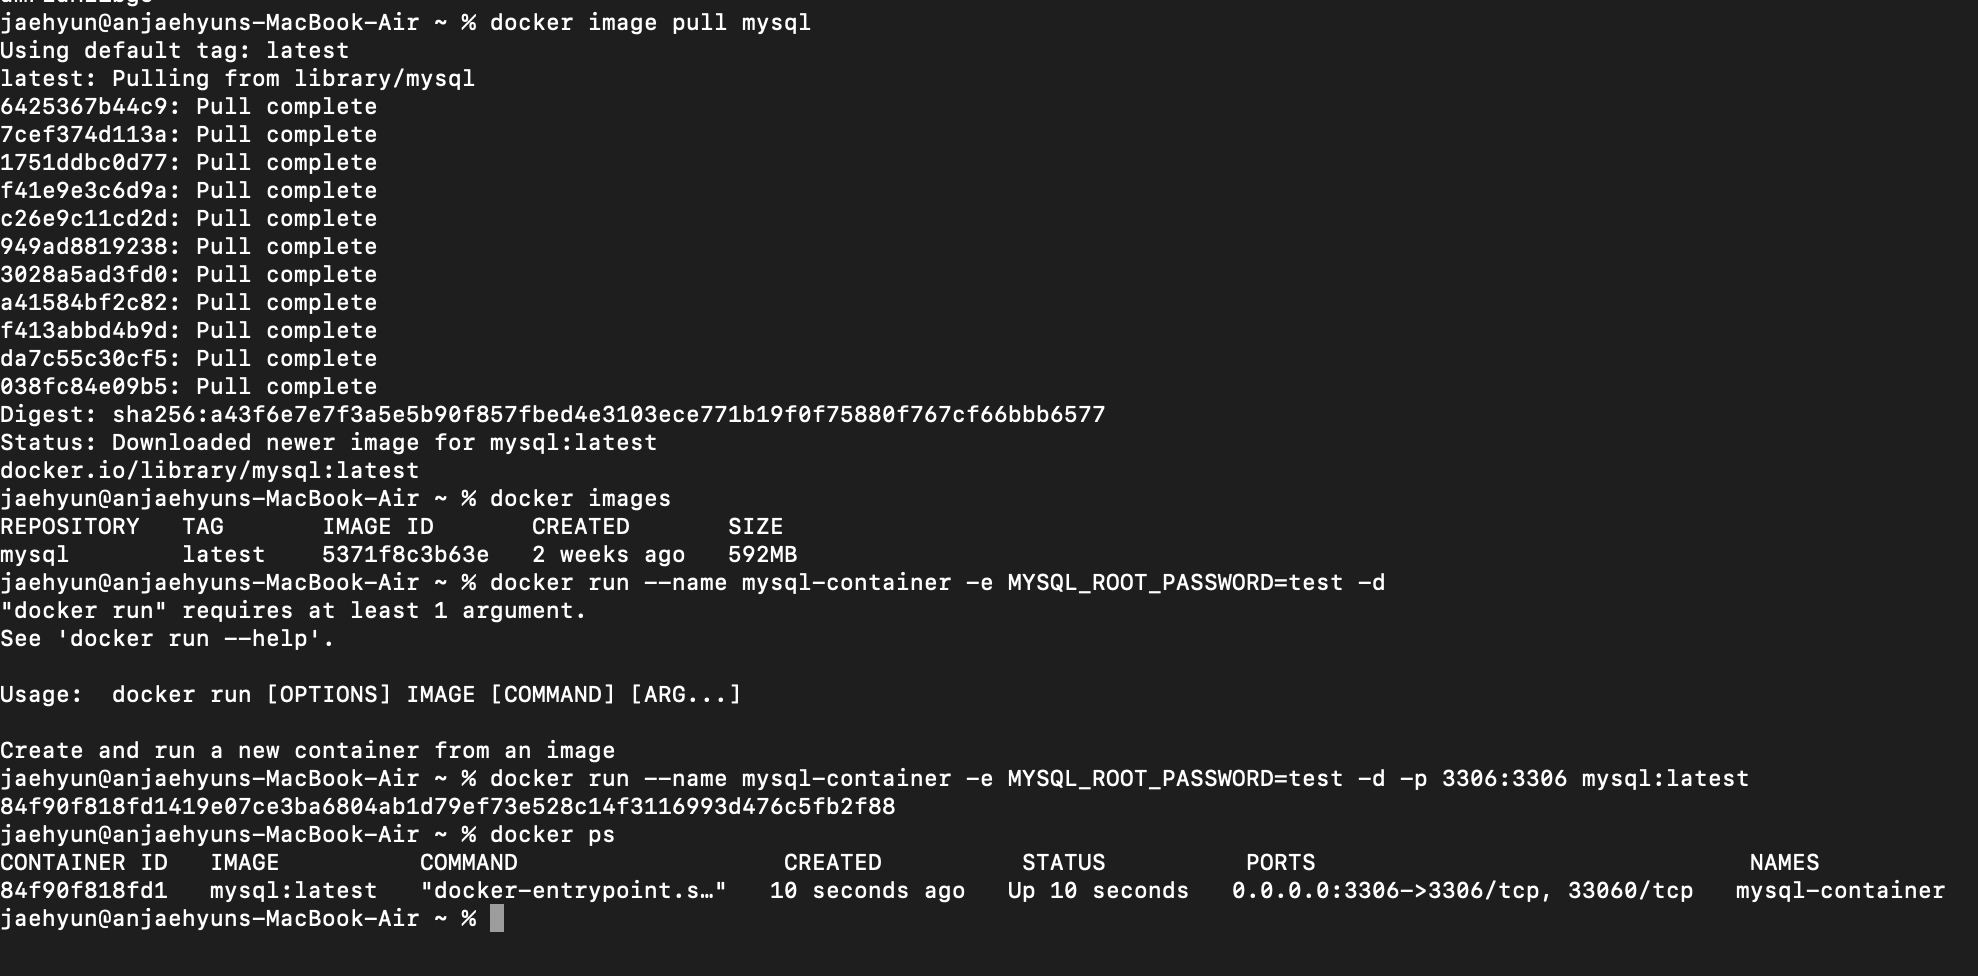 jaehyun@anjaehyuns-MacBook-Air ~ % docker image pull mysql
Using default tag: latest
latest: Pulling from library/mysql
6425367b44c9: Pull complete
7cef374d113a: Pull complete
1751ddbc0d77: Pull complete
f41e9e3c6d9a: Pull complete
c26e9c11cd2d: Pull complete
949ad8819238: Pull complete
3028a5ad3fd0: Pull complete
a41584bf2c82: Pull complete
f413abbd4b9d: Pull complete
da7c55c30cf5: Pull complete
038fc84e09b5: Pull complete
Digest: sha256:a43f6e7e7f3a5e5b90f857fbed4e3103ece771b19f0f75880f767cf66bbb6577
Status: Downloaded newer image for mysql:latest
docker.io/library/mysql:latest
jaehyun@anjaehyuns-MacBook-Air ~ % docker images
REPOSITORY   TAG       IMAGE ID       CREATED       SIZE
mysql        latest    5371f8c3b63e   2 weeks ago   592MB
jaehyun@anjaehyuns-MacBook-Air ~ % docker run --name mysql-container -e MYSQL_ROOT_PASSWORD=test -d
"docker run" requires at least 1 argument.
See 'docker run --help'.
Usage:  docker run [OPTIONS] IMAGE [COMMAND] [ARG...]
Create and run a new container from an image
jaehyun@anjaehyuns-MacBook-Air ~ % docker run --name mysql-container -e MYSQL_ROOT_PASSWORD=test -d -p 3306:3306 mysql:latest
84f90f818fd1419e07ce3ba6804ab1d79ef73e528c14f3116993d476c5fb2f88
jaehyun@anjaehyuns-MacBook-Air ~ % docker ps
CONTAINER ID   IMAGE          COMMAND                   CREATED          STATUS          PORTS                               NAMES
84f90f818fd1   mysql:latest   "docker-entrypoint.s…"   10 seconds ago   Up 10 seconds   0.0.0.0:3306->3306/tcp, 33060/tcp   mysql-container
jaehyun@anjaehyuns-MacBook-Air ~ %